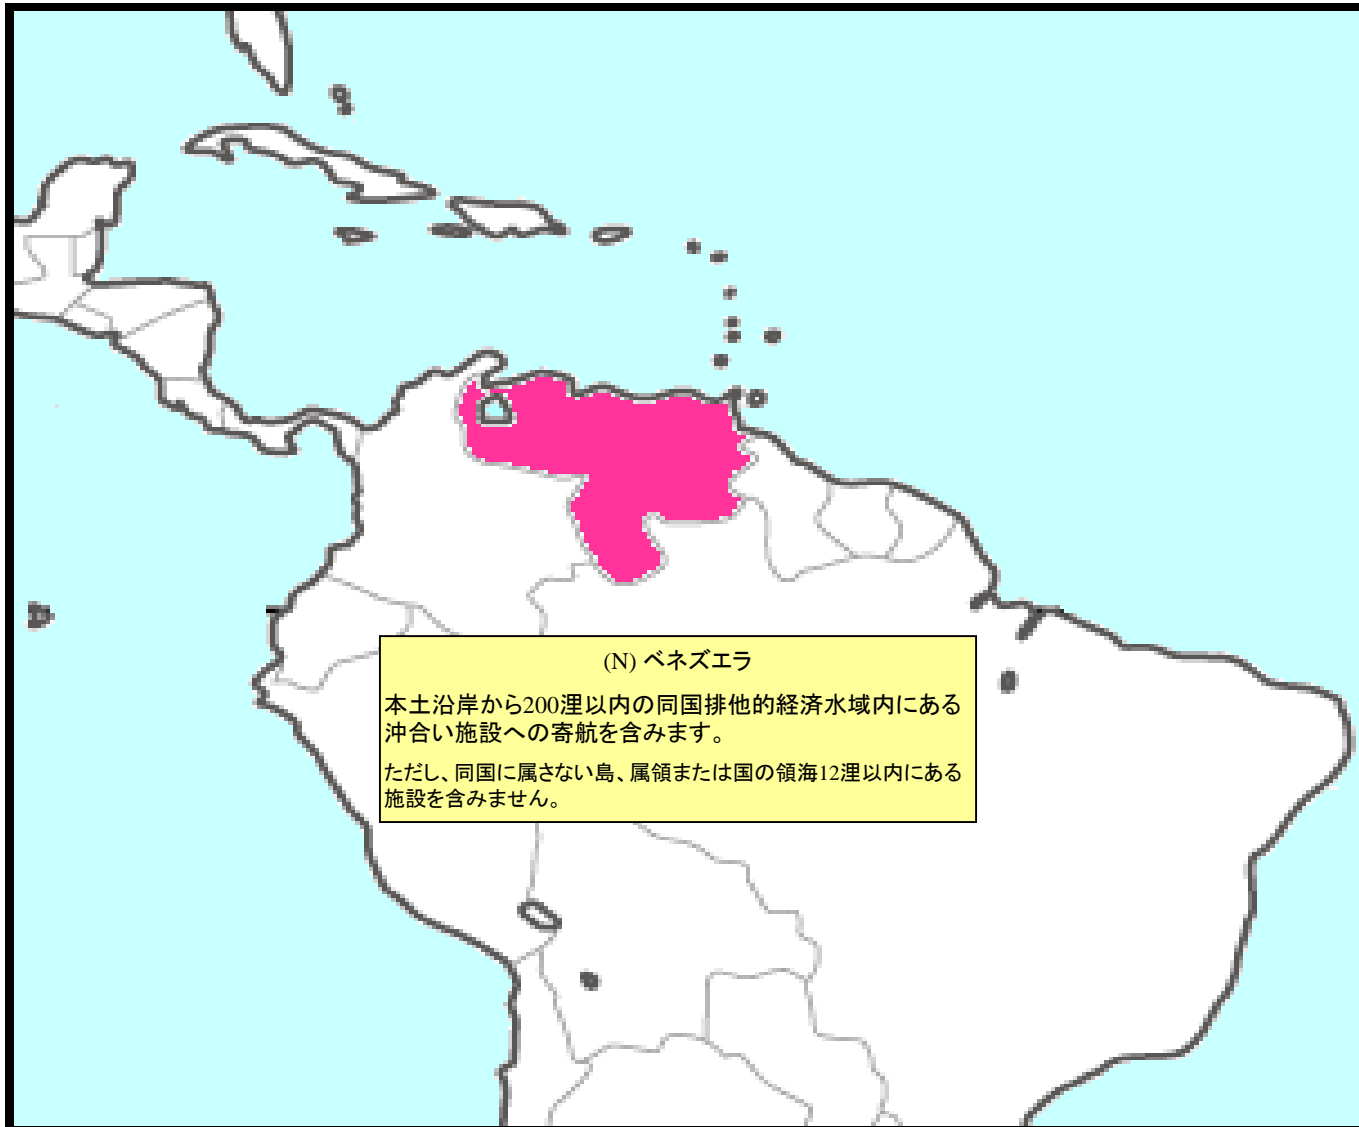 (N) ベネズエラ
本土沿岸から200浬以内の同国排他的経済水域内にある
沖合い施設への寄航を含みます。
ただし、同国に属さない島、属領または国の領海12浬以内にある
施設を含みません。